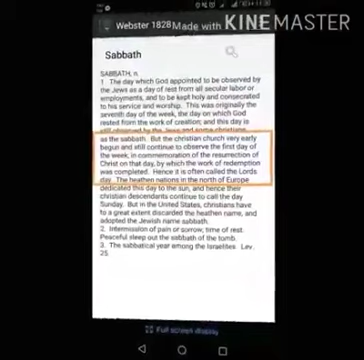 Webster 1828 Made with KINEMASTER
Sabbath
SABBATH, n.
1. The day which God appointed to be observed by
the Jews as a day of rest from all secular labor or
employments, and to be kept holy and consecrated
to his service and worship. This was originally the
seventh day of the week, the day on which God
rested from the work of creation; and this day is
still observed by the Jews and some christians,
as the sabbath. But the christian church very early
begun and still continue to observe the first day of
the week, in commemoration of the resurrection of
Christ on that day, by which the work of redemption
was completed. Hence it is often called the Lords
day. The heathen nations in the north of Europe
dedicated this day to the sun, and hence their
christian descendants continue to call the day
Sunday. But in the United States, christians have
to a great extent discarded the heathen name, and
adopted the Jewish name sabbath.
2. Intermission of pain or sorrow; time of rest.
Peaceful sleep out the sabbath of the tomb.
3. The sabbatical year among the Israelites. Lev.
25.
Full screen display